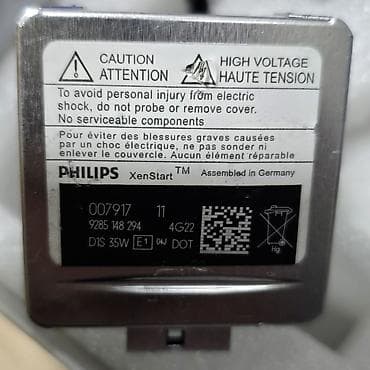 CAUTION
ATTENTION
HIGH VOLTAGE
HAUTE TENSION
To avoid personal injury from electric
shock, do not probe or remove cover.
No serviceable components
Pour éviter des blessures graves causées
par un choc électrique, ne pas sonder ni
enlever le couvercle. Aucun élément réparable
PHILIPS XenStart™ Assembled in Germany
007917 11
9285 148 294 4G22
D1S 35W E1 04J DOT
Hg